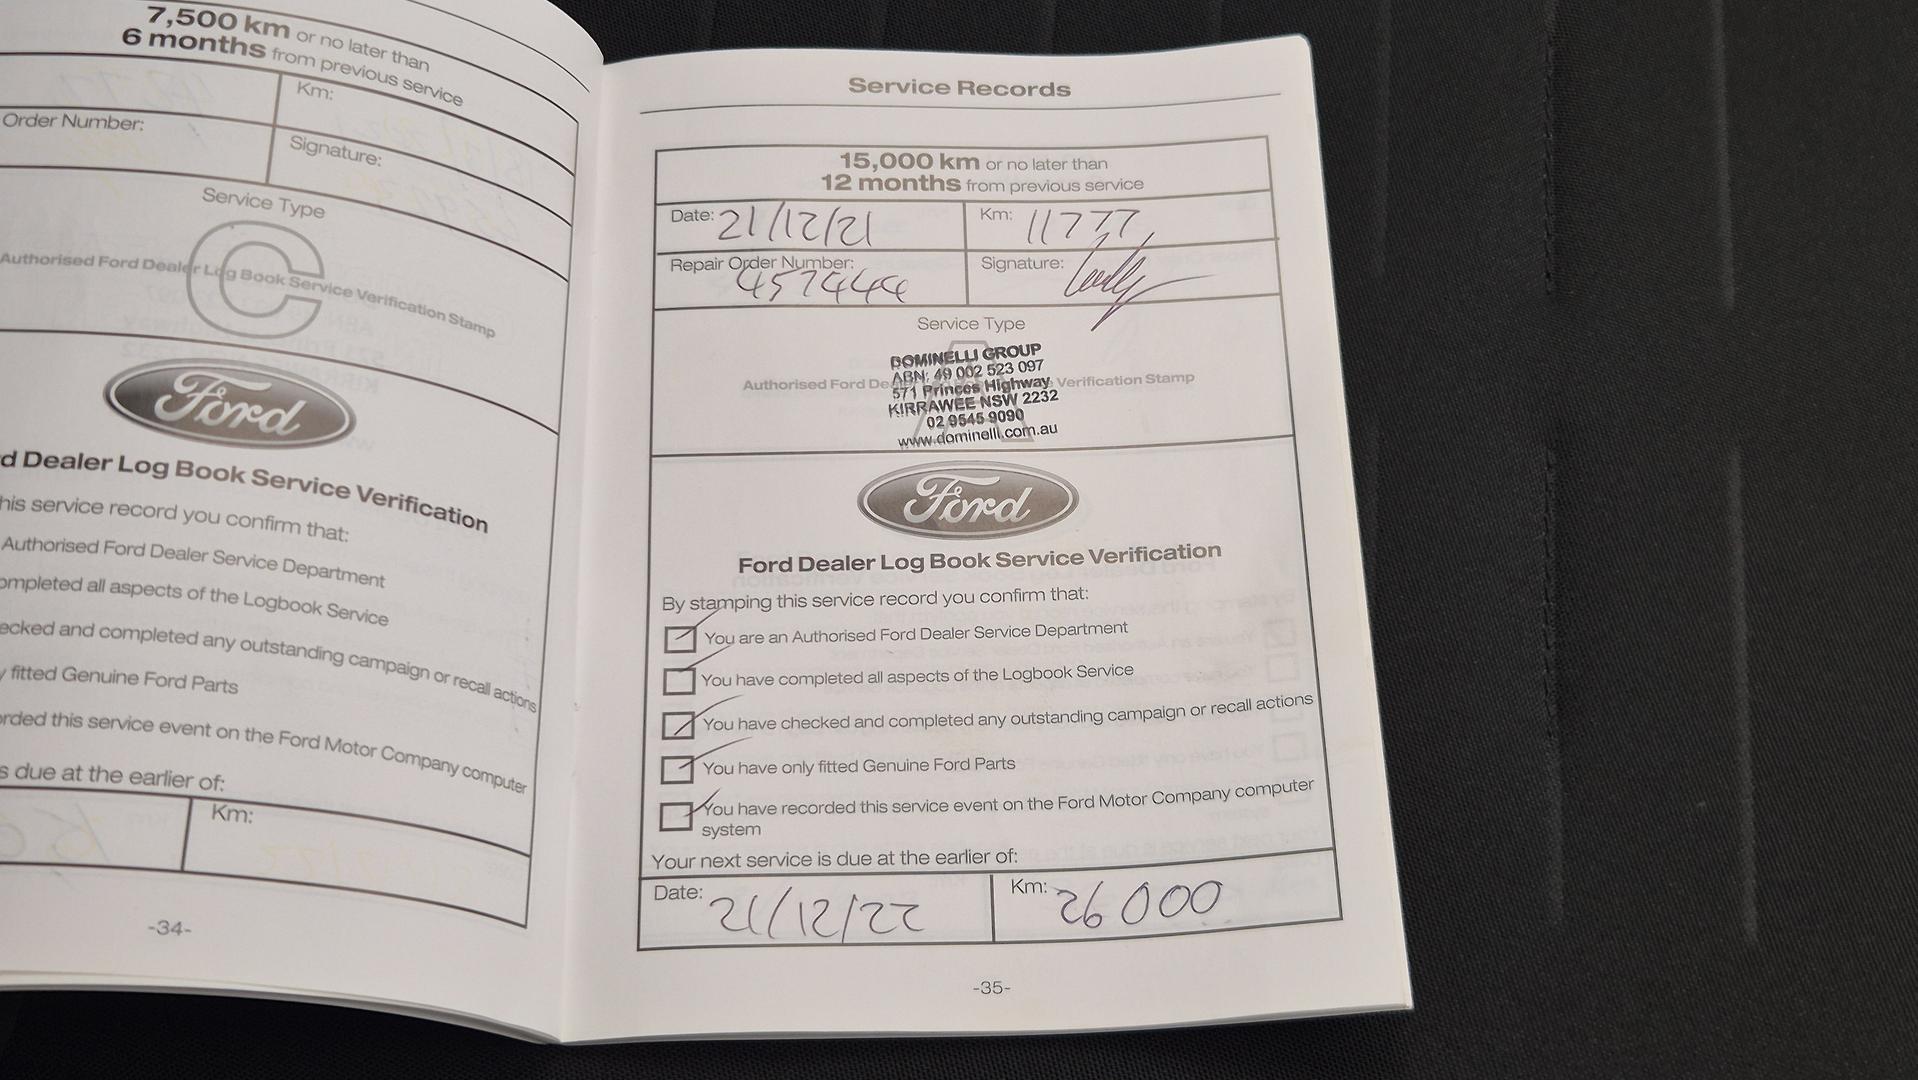 7,500 km or no later than
6 months from previous service
Km:
Order Number:
Signature:
Service Type
C
Authorised Ford Dealer Log Book Service Verification Stamp
Ford
d Dealer Log Book Service Verification
his service record you confirm that:
Authorised Ford Dealer Service Department
ompleted all aspects of the Logbook Service
ecked and completed any outstanding campaign or recall actions
y fitted Genuine Ford Parts
orded this service event on the Ford Motor Company computer
s due at the earlier of:
Km:
-34-
Service Records
15,000 km or no later than
12 months from previous service
Date: 21/12/21 Km: 11777
Repair Order Number: Signature:
457444
Service Type
A
Authorised Ford De Verification Stamp
DOMINELLI GROUP
ABN: 49 002 523 097
571 Princes Highway
KIRRAWEE NSW 2232
02 9545 9090
www.dominelli.com.au
Ford
Ford Dealer Log Book Service Verification
By stamping this service record you confirm that:
You are an Authorised Ford Dealer Service Department
You have completed all aspects of the Logbook Service
You have checked and completed any outstanding campaign or recall actions
You have only fitted Genuine Ford Parts
You have recorded this service event on the Ford Motor Company computer
system
Your next service is due at the earlier of:
Date: 21/12/22 Km: 26000
-35-